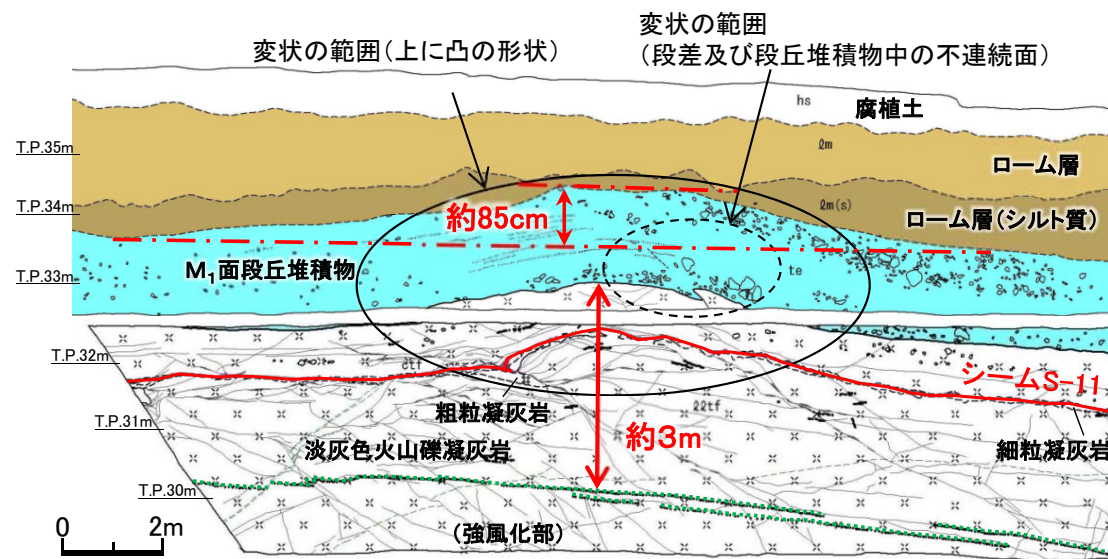 変状の範囲
変状の範囲(上に凸の形状)
(段差及び段丘堆積物中の不連続面)
hs
腐植土
T.P.35m
ℓm
ローム層
T.P.34m
ℓm(s)
約85cm
ローム層(シルト質)
M1面段丘堆積物
te
T.P.33m
T.P.32m
ctf
シームS-11
粗粒凝灰岩
ℓℓtf
T.P.31m
約3m
淡灰色火山礫凝灰岩
細粒凝灰岩
T.P.30m
0 2m
(強風化部)